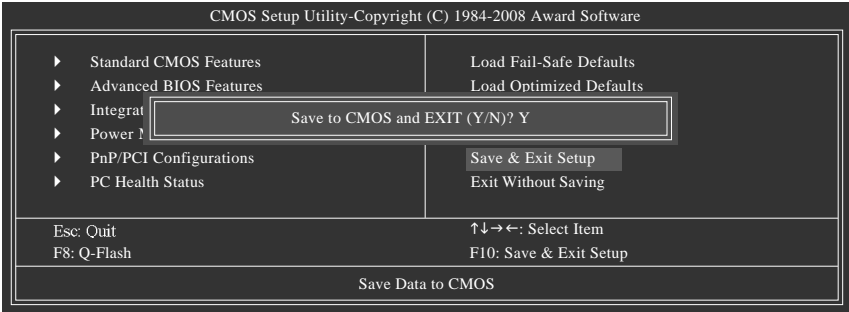 CMOS Setup Utility-Copyright (C) 1984-2008 Award Software
Standard CMOS Features
Advanced BIOS Features
Power
PnP/PCI Configurations
PC Health Status
Load Fail-Safe Defaults
Load Optimized Defaults
Save to CMOS and EXIT (Y/N)? Y
Save & Exit Setup
Exit Without Saving
Esc: Quit
F8: Q-Flash
↑↓→←: Select Item
F10: Save & Exit Setup
Save Data to CMOS